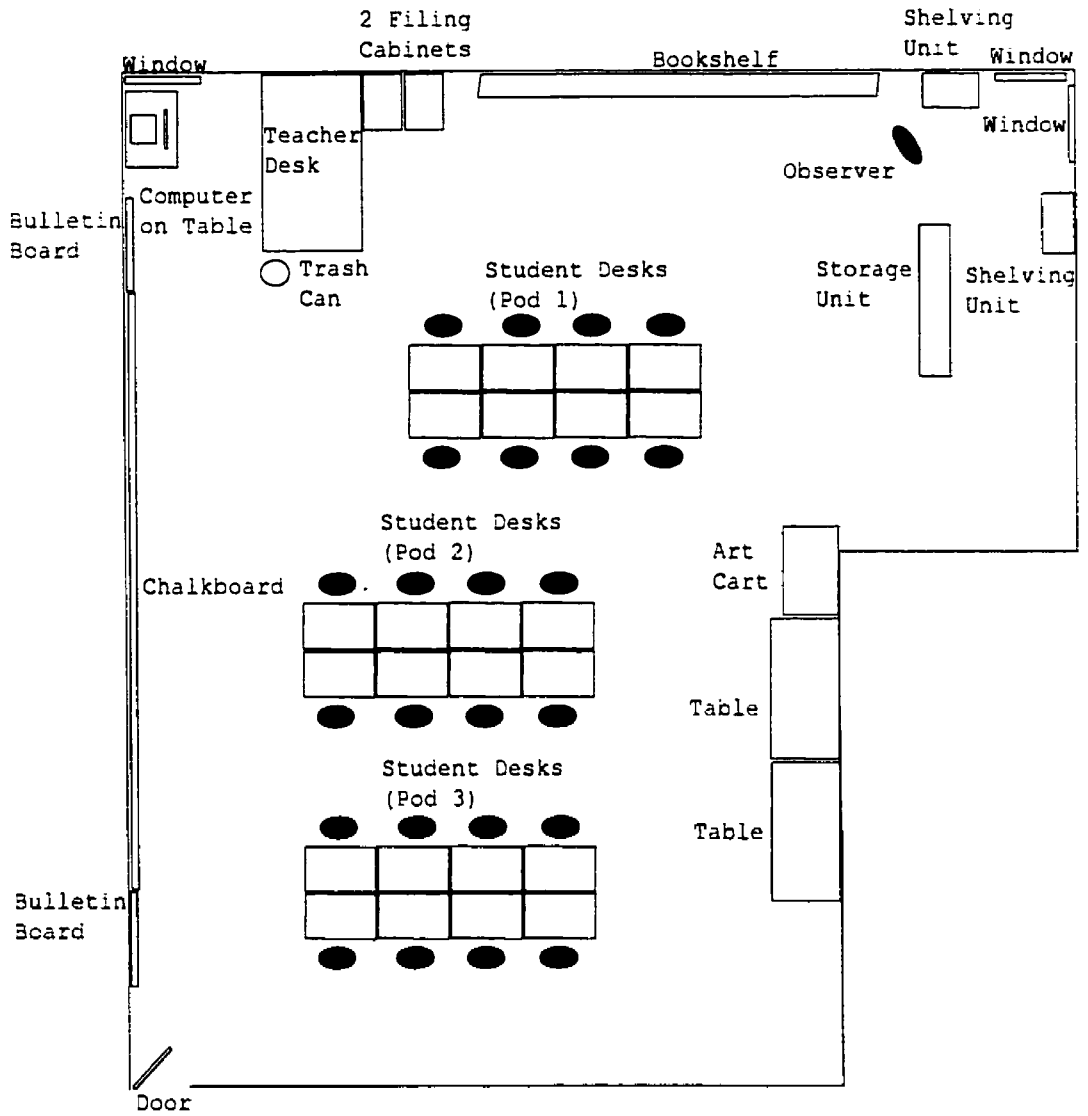 2 Filing
Cabinets
Shelving
Unit
Window
Bookshelf
Window
Teacher
Desk
Window
Observer
Computer
on Table
Bulletin
Board
Trash
Can
Student Desks
(Pod 1)
Storage
Unit
Shelving
Unit
Student Desks
(Pod 2)
Art
Cart
Chalkboard
Table
Student Desks
(Pod 3)
Table
Bulletin
Board
Door